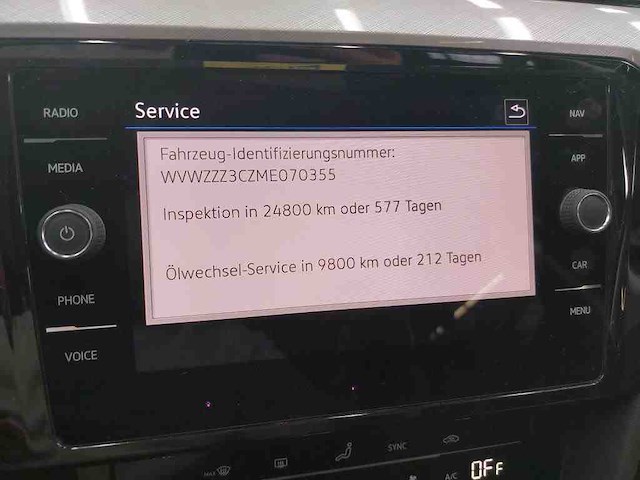 RADIO
MEDIA
PHONE
VOICE
Service
Fahrzeug-Identifizierungsnummer:
WVWZZZ3CZME070355
Inspektion in 24800 km oder 577 Tagen
Ölwechsel-Service in 9800 km oder 212 Tagen
NAV
APP
CAR
MENU
MAX
SYNC
A/C OFF